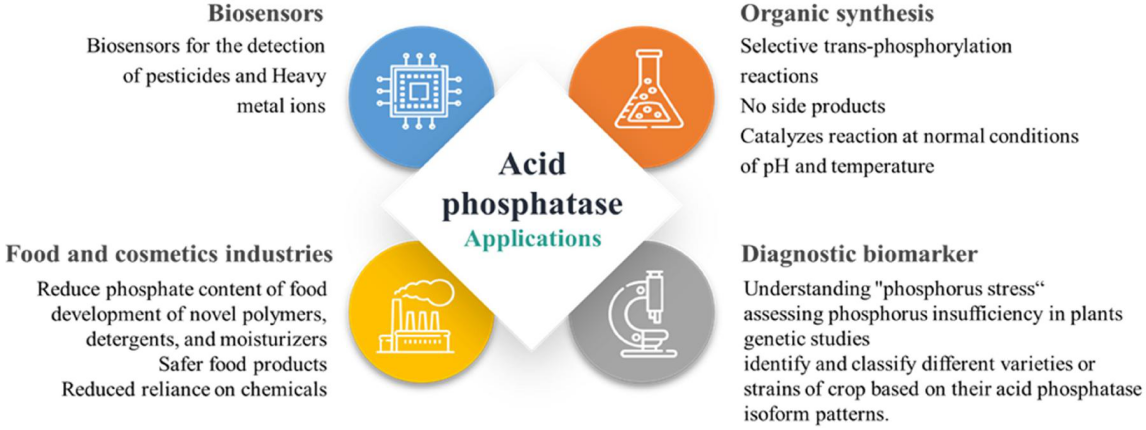 Biosensors
Biosensors for the detection
of pesticides and Heavy
metal ions
Organic synthesis
Selective trans-phosphorylation
reactions
No side products
Catalyzes reaction at normal conditions
of pH and temperature
Acid
phosphatase
Applications
Food and cosmetics industries
Reduce phosphate content of food
development of novel polymers,
detergents, and moisturizers
Safer food products
Reduced reliance on chemicals
Diagnostic biomarker
Understanding "phosphorus stress“
assessing phosphorus insufficiency in plants
genetic studies
identify and classify different varieties or
strains of crop based on their acid phosphatase
isoform patterns.